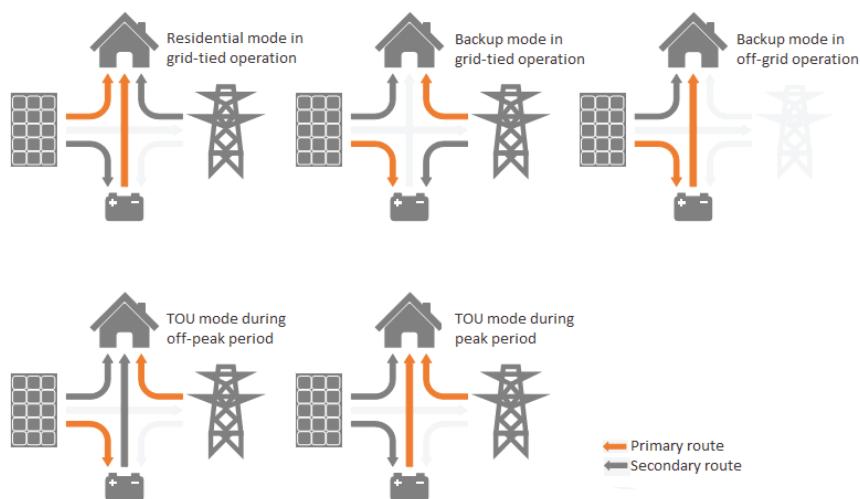 Residential mode in
grid-tied operation
Backup mode in
grid-tied operation
Backup mode in
off-grid operation
TOU mode during
off-peak period
TOU mode during
peak period
Primary route
Secondary route